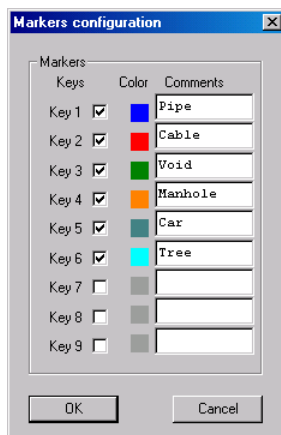 Markers configuration
Markers
Keys Color Comments
Key 1 Pipe
Key 2 Cable
Key 3 Void
Key 4 Manhole
Key 5 Car
Key 6 Tree
Key 7
Key 8
Key 9
OK Cancel